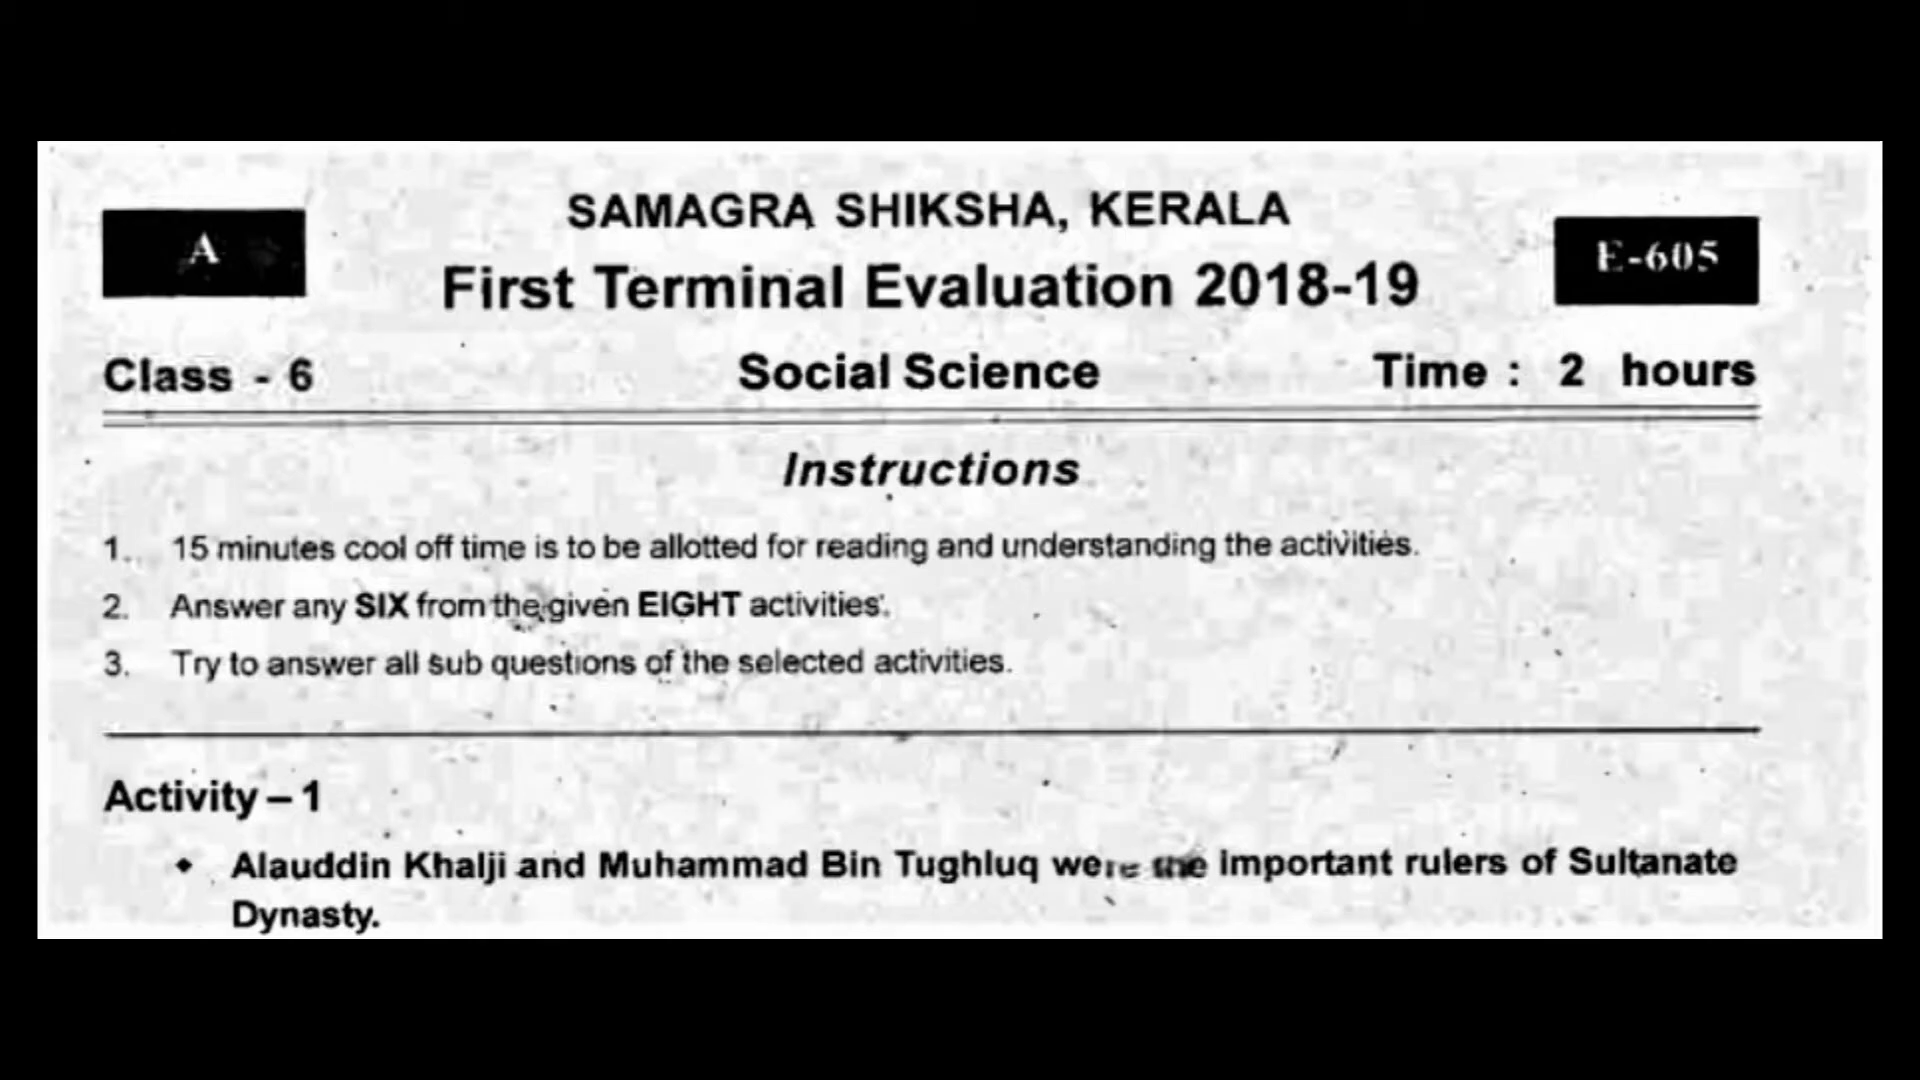 A
SAMAGRA SHIKSHA, KERALA
E-605
First Terminal Evaluation 2018-19
Class - 6 Social Science Time : 2 hours
Instructions
1. 15 minutes cool off time is to be allotted for reading and understanding the activities.
2. Answer any SIX from the given EIGHT activities.
3. Try to answer all sub questions of the selected activities.
Activity – 1
♦ Alauddin Khalji and Muhammad Bin Tughluq were the important rulers of Sultanate
Dynasty.